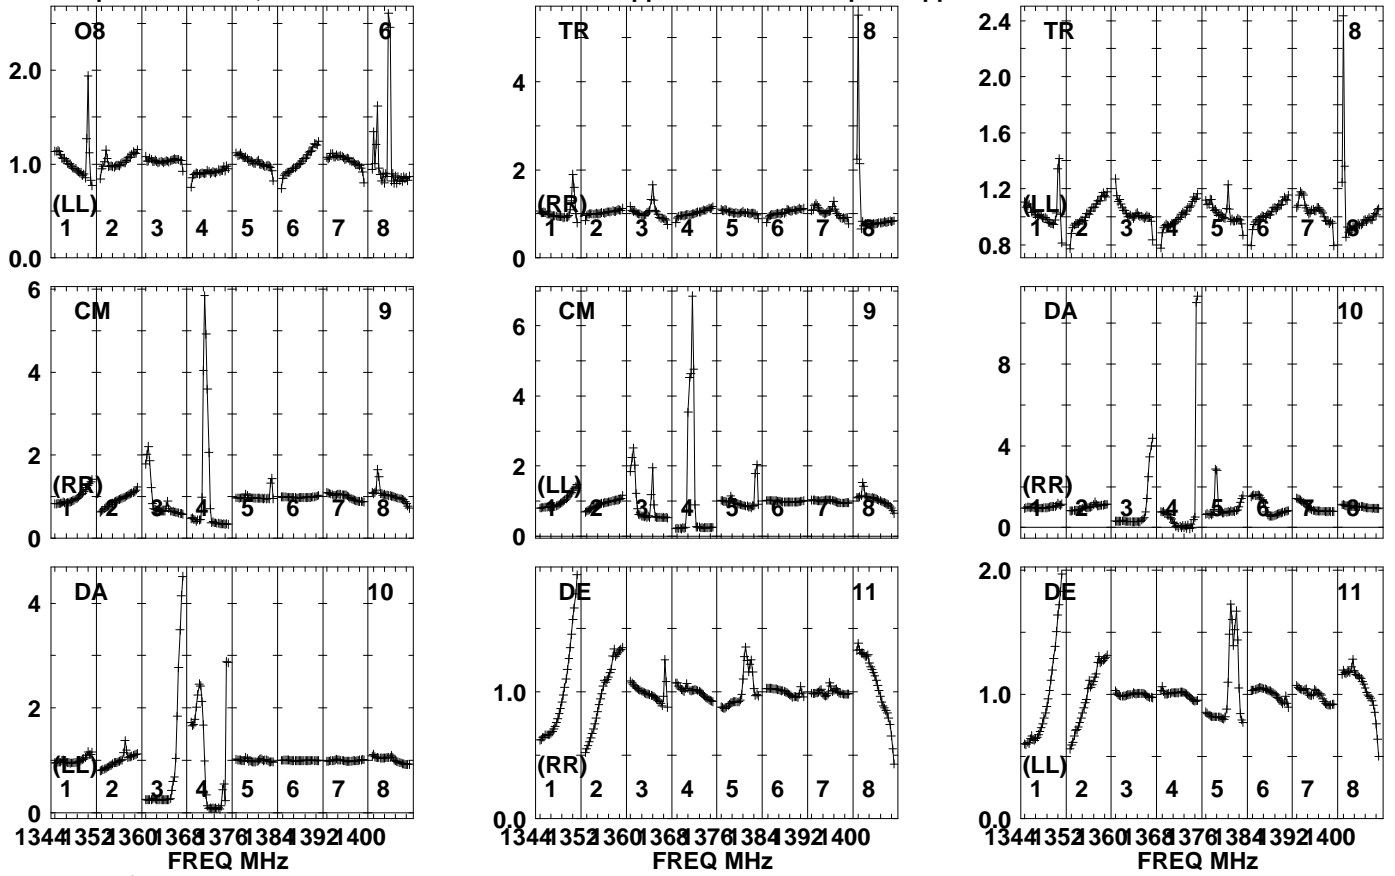 O8 6
2.0
1.0
(LL)
1 2 3 4 5 6 7 8
0.0
TR 8
4
2
(RR)
1 2 3 4 5 6 7 8
0
TR 8
2.4
2.0
1.6
1.2
(LL)
1 2 3 4 5 6 7 8
0.8
CM 9
6
4
2
(RR)
1 2 3 4 5 6 7 8
0
CM 9
6
4
2
(LL)
1 2 3 4 5 6 7 8
0
DA 10
8
4
(RR)
1 2 3 4 5 6 7 8
0
DA 10
4
2
(LL)
1 2 3 4 5 6 7 8
0
1344 1352 1360 1368 1376 1384 1392 1400
FREQ MHz
DE 11
1.0
(RR)
1 2 3 4 5 6 7 8
0.0
1344 1352 1360 1368 1376 1384 1392 1400
FREQ MHz
DE 11
2.0
1.0
(LL)
1 2 3 4 5 6 7 8
0.0
1344 1352 1360 1368 1376 1384 1392 1400
FREQ MHz